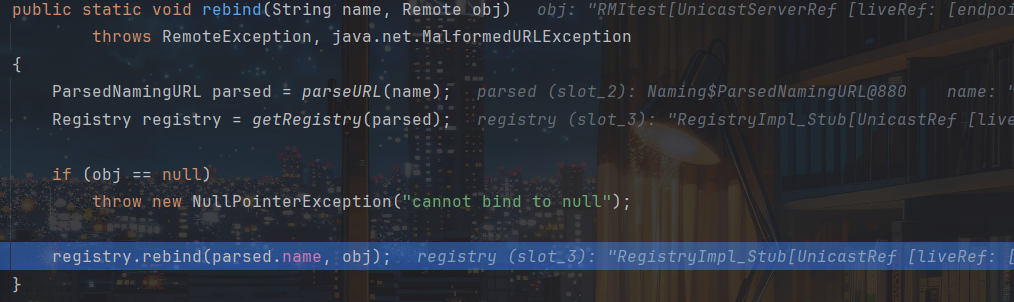 public static void rebind(String name, Remote obj)   obj: "RMItest[UnicastServerRef [liveRef: [endpoi
        throws RemoteException, java.net.MalformedURLException
{
    ParsedNamingURL parsed = parseURL(name);   parsed (slot_2): Naming$ParsedNamingURL@880    name: "
    Registry registry = getRegistry(parsed);   registry (slot_3): "RegistryImpl_Stub[UnicastRef [live
    if (obj == null)
        throw new NullPointerException("cannot bind to null");
    registry.rebind(parsed.name, obj);   registry (slot_3): "RegistryImpl_Stub[UnicastRef [liveRef: [
}